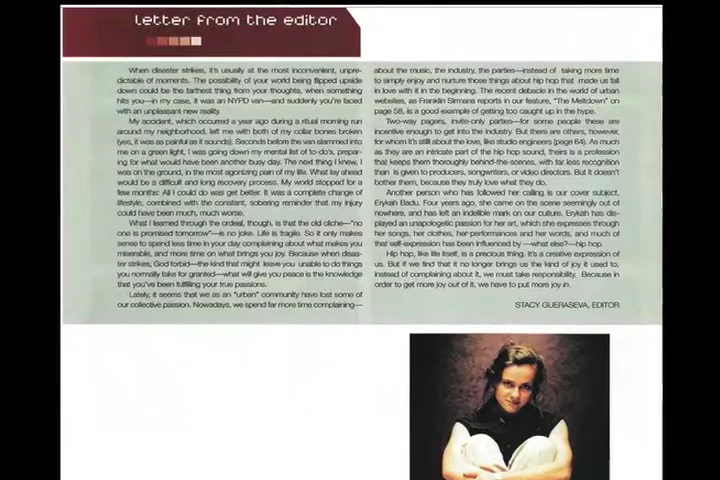 letter from the editor
When disaster strikes, it's usually at the most inconvenient, unpre-
dictable of moments. The possibility of your world being flipped upside
down could be the farthest thing from your thoughts, when something
hits you—in my case, it was an NYPD van—and suddenly you're faced
with an unpleasant new reality.
My accident, which occurred a year ago during a ritual morning run
around my neighborhood, left me with both of my collar bones broken
(yes, it was as painful as it sounds). Seconds before the van slammed into
me on a green light, I was going down my mental list of to-do's, prepar-
ing for what would have been another busy day. The next thing I knew, I
was on the ground, in the most agonizing pain of my life. What lay ahead
would be a difficult and long recovery process. My world stopped for a
few months: All I could do was get better. It was a complete change of
lifestyle, combined with the constant, sobering reminder that my injury
could have been much, much worse.
What I learned through the ordeal, though, is that the old cliche—"no
one is promised tomorrow"—is no joke. Life is fragile. So it only makes
sense to spend less time in your day complaining about what makes you
miserable, and more time on what brings you joy. Because when disas-
ter strikes, God forbid—the kind that might leave you unable to do things
you normally take for granted—what will give you peace is the knowledge
that you've been fulfilling your true passions.
Lately, it seems that we as an "urban" community have lost some of
our collective passion. Nowadays, we spend far more time complaining—
about the music, the industry, the parties—instead of taking more time
to simply enjoy and nurture those things about hip hop that made us fall
in love with it in the beginning. The recent debacle in the world of urban
websites, as Franklin Sirmans reports in our feature, "The Meltdown" on
page 58, is a good example of getting too caught up in the hype.
Two-way pagers, invite-only parties—for some people these are
incentive enough to get into the industry. But there are others, however,
for whom it's still about the love, like studio engineers (page 64). As much
as they are an intricate part of the hip hop sound, theirs is a profession
that keeps them thoroughly behind-the-scenes, with far less recognition
than is given to producers, songwriters, or video directors. But it doesn't
bother them, because they truly love what they do.
Another person who has followed her calling is our cover subject,
Erykah Badu. Four years ago, she came on the scene seemingly out of
nowhere, and has left an indelible mark on our culture. Erykah has dis-
played an unapologetic passion for her art, which she expresses through
her songs, her clothes, her performances and her words, and much of
that self-expression has been influenced by —what else?—hip hop.
Hip hop, like life itself, is a precious thing. It's a creative expression of
us. But if we find that it no longer brings us the kind of joy it used to,
instead of complaining about it, we must take responsibility. Because in
order to get more joy out of it, we have to put more joy in.
STACY GUERASEVA, EDITOR